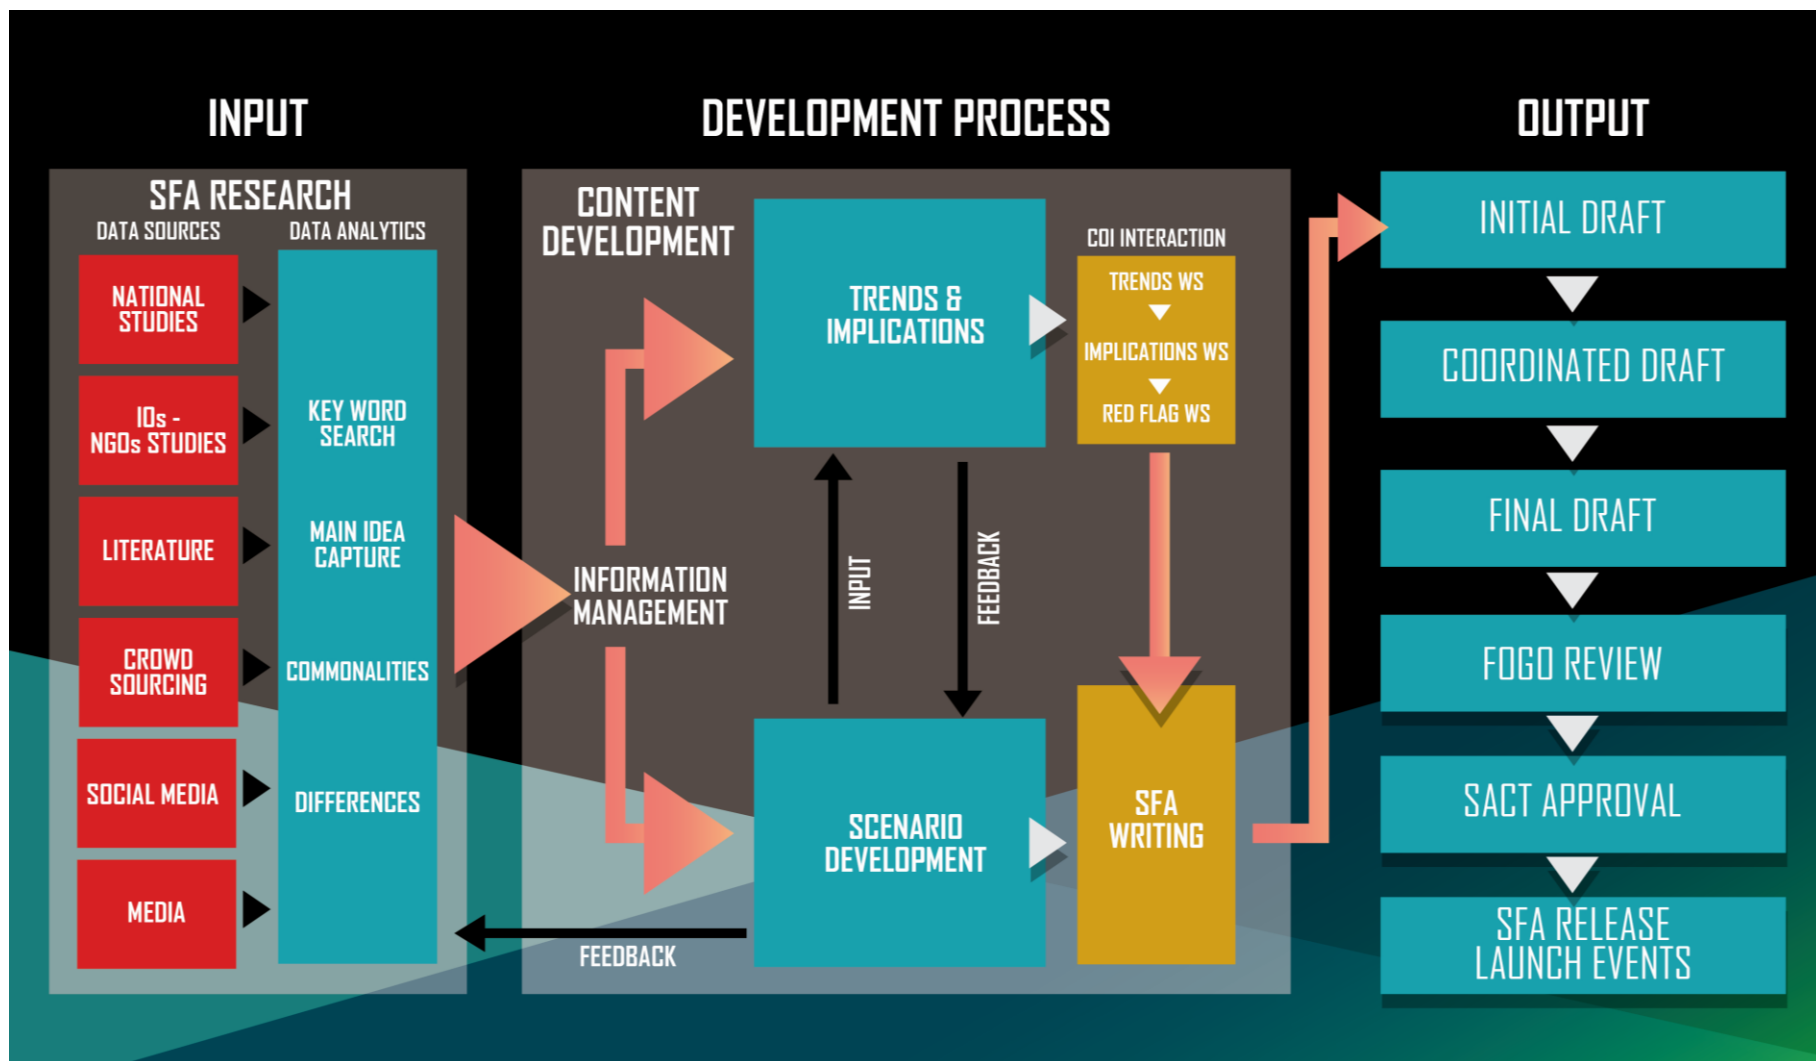 INPUT
SFA RESEARCH
DATA SOURCES
DATA ANALYTICS
NATIONAL
STUDIES
IOs -
NGOs STUDIES
LITERATURE
CROWD
SOURCING
SOCIAL MEDIA
MEDIA
KEY WORD
SEARCH
MAIN IDEA
CAPTURE
COMMONALITIES
DIFFERENCES
DEVELOPMENT PROCESS
CONTENT
DEVELOPMENT
INFORMATION
MANAGEMENT
TRENDS &
IMPLICATIONS
INPUT
FEEDBACK
SCENARIO
DEVELOPMENT
FEEDBACK
COI INTERACTION
TRENDS WS
IMPLICATIONS WS
RED FLAG WS
SFA
WRITING
OUTPUT
INITIAL DRAFT
COORDINATED DRAFT
FINAL DRAFT
FOGO REVIEW
SACT APPROVAL
SFA RELEASE
LAUNCH EVENTS